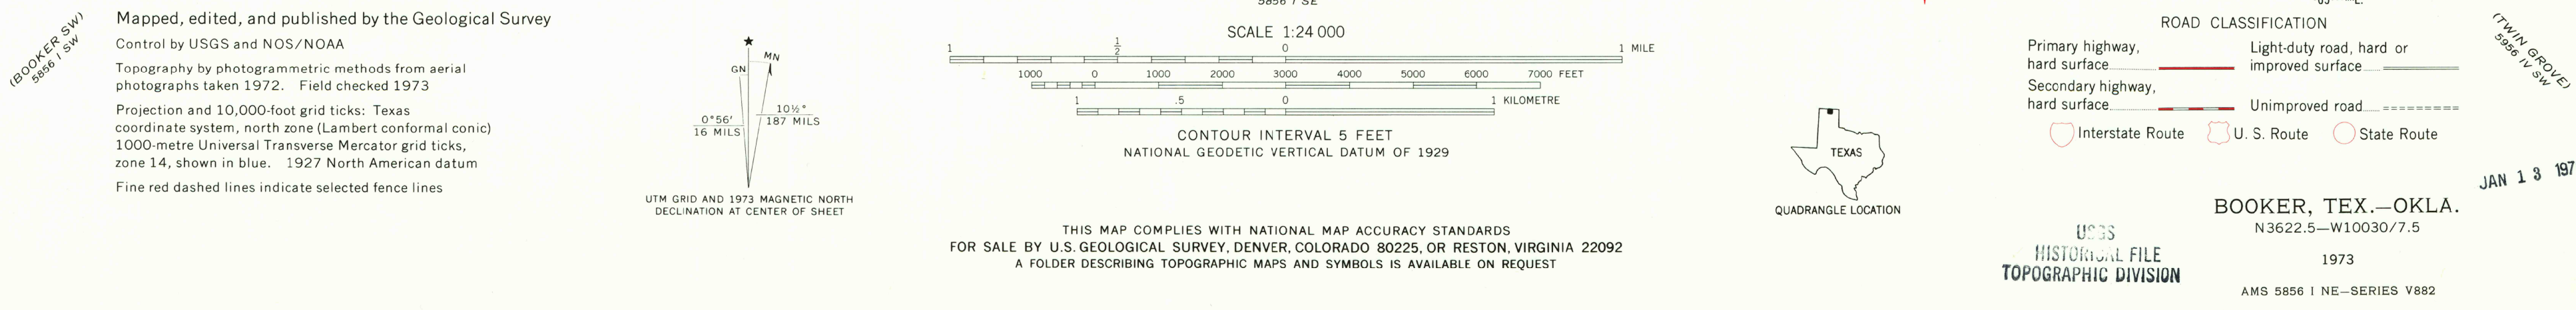 (BOOKER SW)
5856 I SW
Mapped, edited, and published by the Geological Survey
Control by USGS and NOS/NOAA
Topography by photogrammetric methods from aerial
photographs taken 1972. Field checked 1973
Projection and 10,000-foot grid ticks: Texas
coordinate system, north zone (Lambert conformal conic)
1000-metre Universal Transverse Mercator grid ticks,
zone 14, shown in blue. 1927 North American datum
Fine red dashed lines indicate selected fence lines
★
MN
GN
0°56′
16 MILS
10½°
187 MILS
UTM GRID AND 1973 MAGNETIC NORTH
DECLINATION AT CENTER OF SHEET
5856 I SE
SCALE 1:24 000
1 ½ 0 1 MILE
1000 0 1000 2000 3000 4000 5000 6000 7000 FEET
1 .5 0 1 KILOMETRE
CONTOUR INTERVAL 5 FEET
NATIONAL GEODETIC VERTICAL DATUM OF 1929
THIS MAP COMPLIES WITH NATIONAL MAP ACCURACY STANDARDS
FOR SALE BY U.S. GEOLOGICAL SURVEY, DENVER, COLORADO 80225, OR RESTON, VIRGINIA 22092
A FOLDER DESCRIBING TOPOGRAPHIC MAPS AND SYMBOLS IS AVAILABLE ON REQUEST
TEXAS
QUADRANGLE LOCATION
ROAD CLASSIFICATION
Primary highway,
hard surface
Light-duty road, hard or
improved surface
Secondary highway,
hard surface
Unimproved road
Interstate Route
U. S. Route
State Route
(TWIN GROVE)
5956 IV SW
JAN 13 197
USGS
HISTORICAL FILE
TOPOGRAPHIC DIVISION
BOOKER, TEX.—OKLA.
N3622.5—W10030/7.5
1973
AMS 5856 I NE—SERIES V882